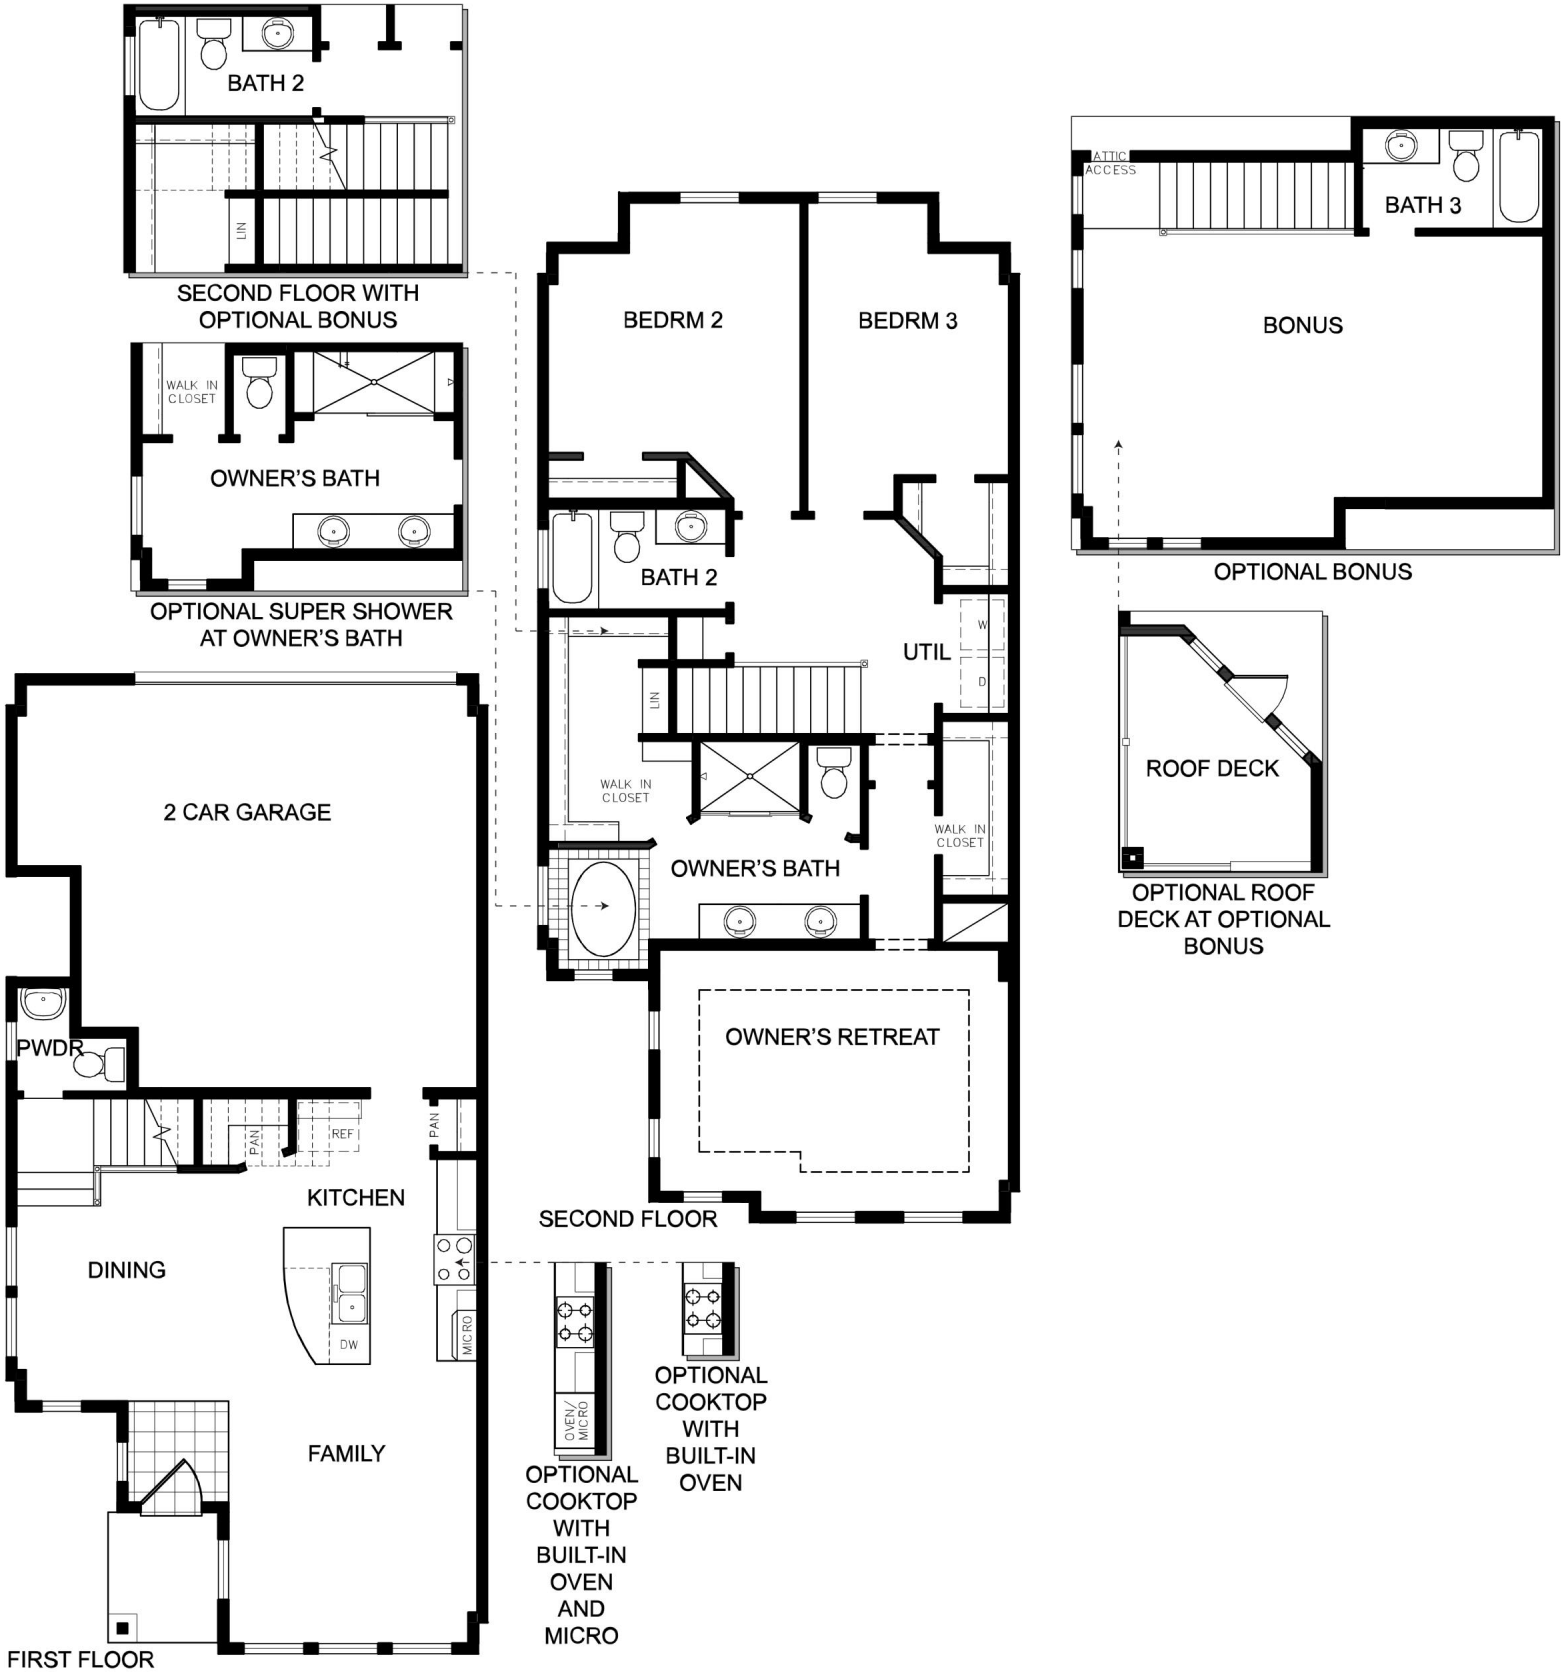 BATH 2
LIN
SECOND FLOOR WITH
OPTIONAL BONUS
WALK IN
CLOSET
OWNER'S BATH
OPTIONAL SUPER SHOWER
AT OWNER'S BATH
2 CAR GARAGE
PWDR
PAN
REF
PAN
KITCHEN
DINING
DW
MICRO
FAMILY
FIRST FLOOR
BEDRM 2
BEDRM 3
BATH 2
UTIL
W
D
LIN
WALK IN
CLOSET
OWNER'S BATH
WALK IN
CLOSET
OWNER'S RETREAT
SECOND FLOOR
OVEN/
MICRO
OPTIONAL
COOKTOP
WITH
BUILT-IN
OVEN
AND
MICRO
OPTIONAL
COOKTOP
WITH
BUILT-IN
OVEN
ATTIC
ACCESS
BATH 3
BONUS
OPTIONAL BONUS
ROOF DECK
OPTIONAL ROOF
DECK AT OPTIONAL
BONUS